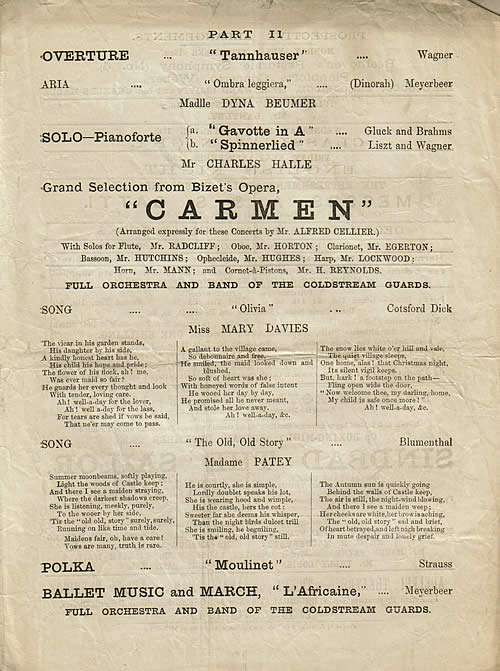 PART II
OVERTURE ... "Tannhauser" .... Wagner
ARIA .... "Ombra leggiera," .... (Dinorah) Meyerbeer
Madlle DYNA BEUMER
SOLO—Pianoforte
{a. "Gavotte in A" .... Gluck and Brahms
{b. "Spinnerlied" .... Liszt and Wagner
Mr CHARLES HALLE
Grand Selection from Bizet's Opera,
"CARMEN"
(Arranged expressly for these Concerts by Mr. ALFRED CELLIER.)
With Solos for Flute, Mr. RADCLIFF; Oboe, Mr. HORTON; Clarionet, Mr. EGERTON;
Bassoon, Mr. HUTCHINS; Ophecleide, Mr. HUGHES; Harp, Mr. LOCKWOOD;
Horn, Mr. MANN; and Cornet-à-Pistons, Mr. H. REYNOLDS.
FULL ORCHESTRA AND BAND OF THE COLDSTREAM GUARDS.
SONG .... "Olivia" ... Cotsford Dick
Miss MARY DAVIES
The vicar in his garden stands,
His daughter by his side,
A kindly honest heart has he,
His child his hope and pride;
The flower of his flock, ah! me,
Was ever maid so fair?
He guards her every thought and look
With tender, loving care.
Ah! well-a-day for the lover,
Ah! well a-day for the lass,
For tears are shed if vows be said,
That ne'er may come to pass.
A gallant to the village came,
So debonnaire and free,
He smiled, the maid looked down and
blushed,
So soft of heart was she;
With honeyed words of false intent
He wooed her day by day,
He promised all he never meant,
And stole her love away.
Ah! well-a-day, &c.
The snow lies white o'er hill and vale,
The quiet village sleeps,
One home, alas! that Christmas night,
Its silent vigil keeps.
But, hark! a footstep on the path—
Fling open wide the door,
"Now welcome thee, my darling, home,
My child is safe once more!"
Ah! well-a-day, &c.
SONG .... "The Old, Old Story" .... Blumenthal
Madame PATEY
Summer moonbeams, softly playing,
Light the woods of Castle keep;
And there I see a maiden straying,
Where the darkest shadows creep.
She is listening, meekly, purely,
To the wooer by her side,
'Tis the "old, old story" surely, surely,
Running on like time and tide.
Maidens fair, oh, have a care!
Vows are many, truth is rare.
He is courtly, she is simple,
Lordly doublet speaks his lot,
She is wearing hood and wimple,
His the castle, hers the cot:
Sweeter far she deems his whisper,
Than the night birds dulcet trill
She is smiling, he beguiling,
'Tis the "old, old story" still.
The Autumn sun is quickly going
Behind the walls of Castle keep,
The air is still, the night-wind blowing,
And there I see a maiden weep;
Her cheeks are white, her brow is aching,
The "old, old story" sad and brief,
Of heart betrayed, and left nigh breaking
In mute despair and lonely grief.
POLKA .... "Moulinet" .... Strauss
BALLET MUSIC and MARCH, "L'Africaine," .... Meyerbeer
FULL ORCHESTRA AND BAND OF THE COLDSTREAM GUARDS.